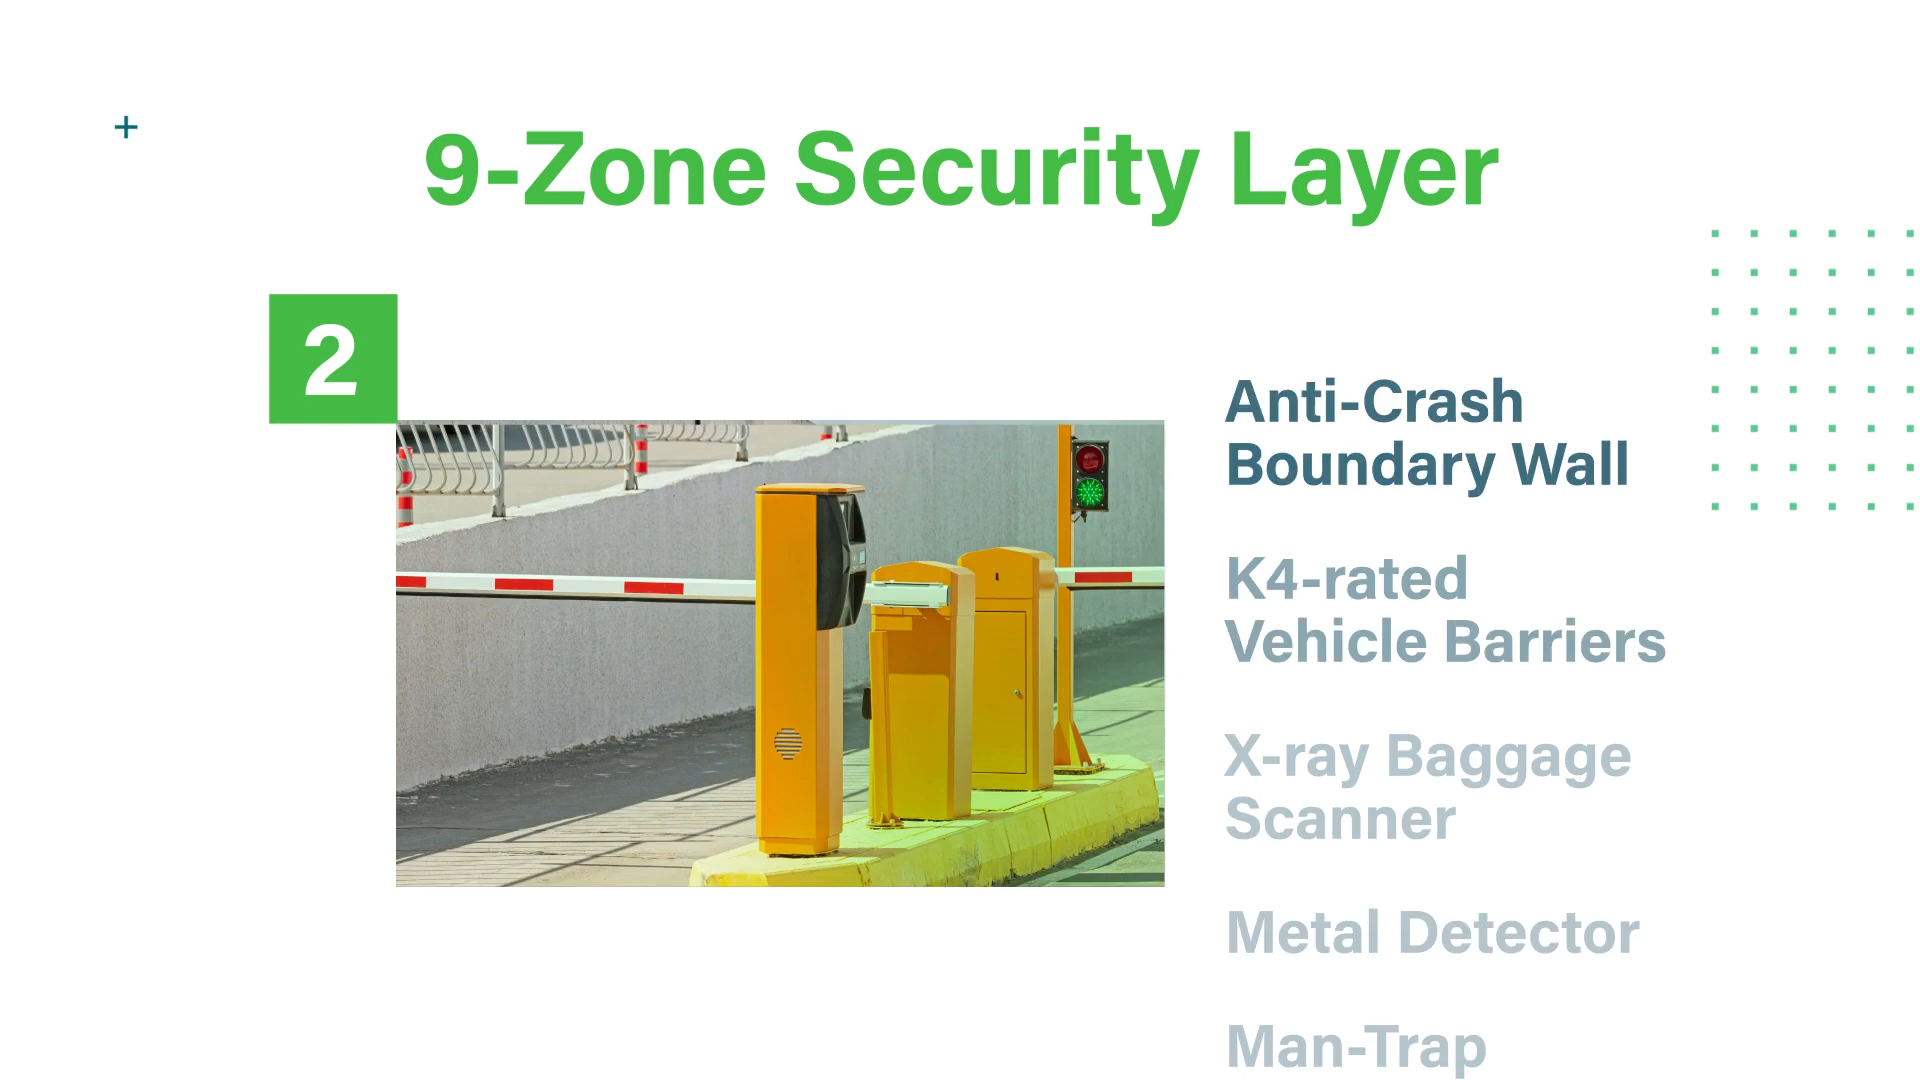 9-Zone Security Layer
2
Anti-Crash
Boundary Wall
K4-rated
Vehicle Barriers
X-ray Baggage
Scanner
Metal Detector
Man-Trap